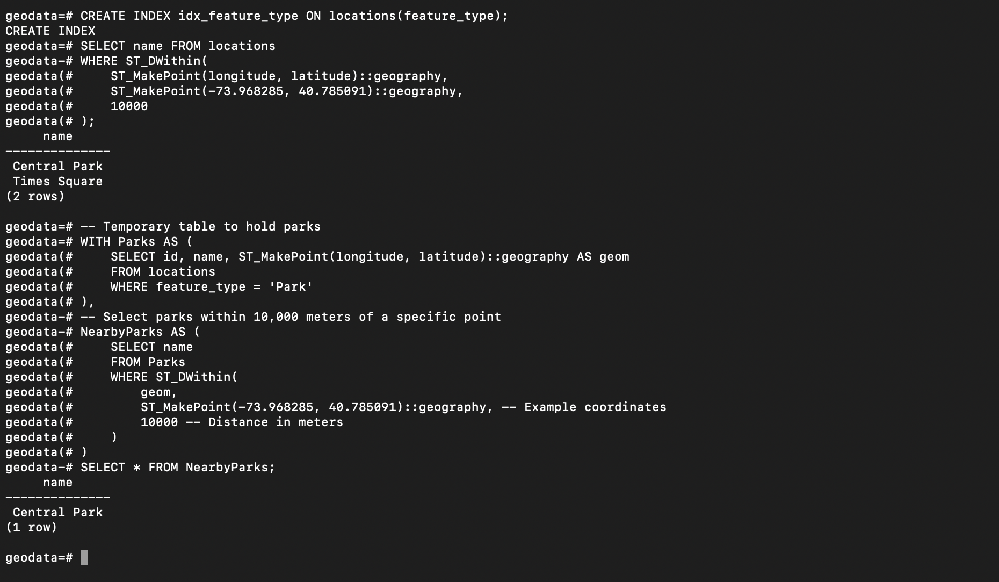 geodata=# CREATE INDEX idx_feature_type ON locations(feature_type);
CREATE INDEX
geodata=# SELECT name FROM locations
geodata-# WHERE ST_DWithin(
geodata(#     ST_MakePoint(longitude, latitude)::geography,
geodata(#     ST_MakePoint(-73.968285, 40.785091)::geography,
geodata(#     10000
geodata(# );
     name
--------------
 Central Park
 Times Square
(2 rows)

geodata=# -- Temporary table to hold parks
geodata=# WITH Parks AS (
geodata(#     SELECT id, name, ST_MakePoint(longitude, latitude)::geography AS geom
geodata(#     FROM locations
geodata(#     WHERE feature_type = 'Park'
geodata(# ),
geodata-# -- Select parks within 10,000 meters of a specific point
geodata-# NearbyParks AS (
geodata(#     SELECT name
geodata(#     FROM Parks
geodata(#     WHERE ST_DWithin(
geodata(#         geom,
geodata(#         ST_MakePoint(-73.968285, 40.785091)::geography, -- Example coordinates
geodata(#         10000 -- Distance in meters
geodata(#     )
geodata(# )
geodata-# SELECT * FROM NearbyParks;
     name
--------------
 Central Park
(1 row)

geodata=#